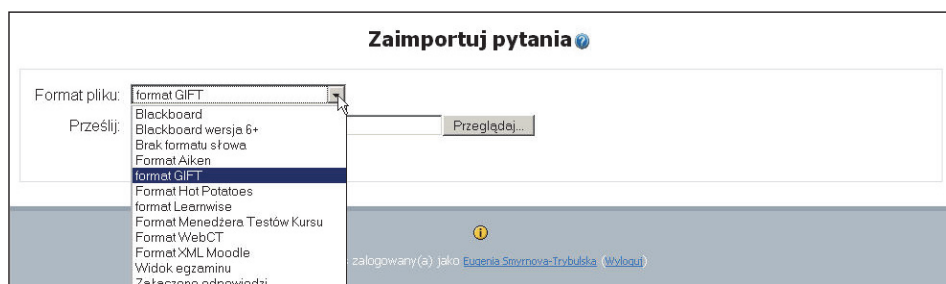 Zaimportuj pytania
Format pliku: format GIFT
Prześlij: Przeglądaj...
Blackboard
Blackboard wersja 6+
Brak formatu słowa
Format Aiken
format GIFT
Format Hot Potatoes
format Learnwise
Format Menedżera Testów Kursu
Format WebCT
Format XML Moodle
Widok egzaminu
Załączone odpowiedzi
zalogowany(a) jako Eugenia Smyrnova-Trybulska (Wyloguj)